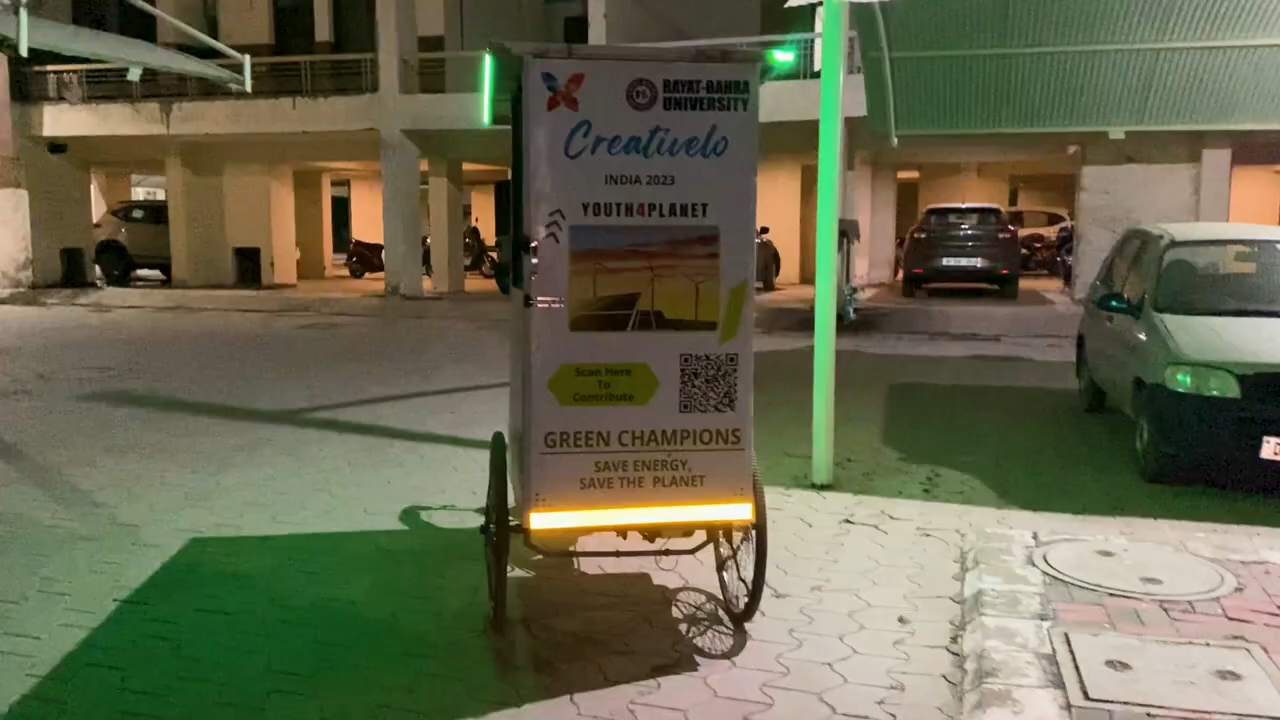 RAYAT-BAHRA
UNIVERSITY
Creativelo
INDIA 2023
YOUTH4PLANET
Scan Here
To
Contribute
GREEN CHAMPIONS
SAVE ENERGY,
SAVE THE PLANET